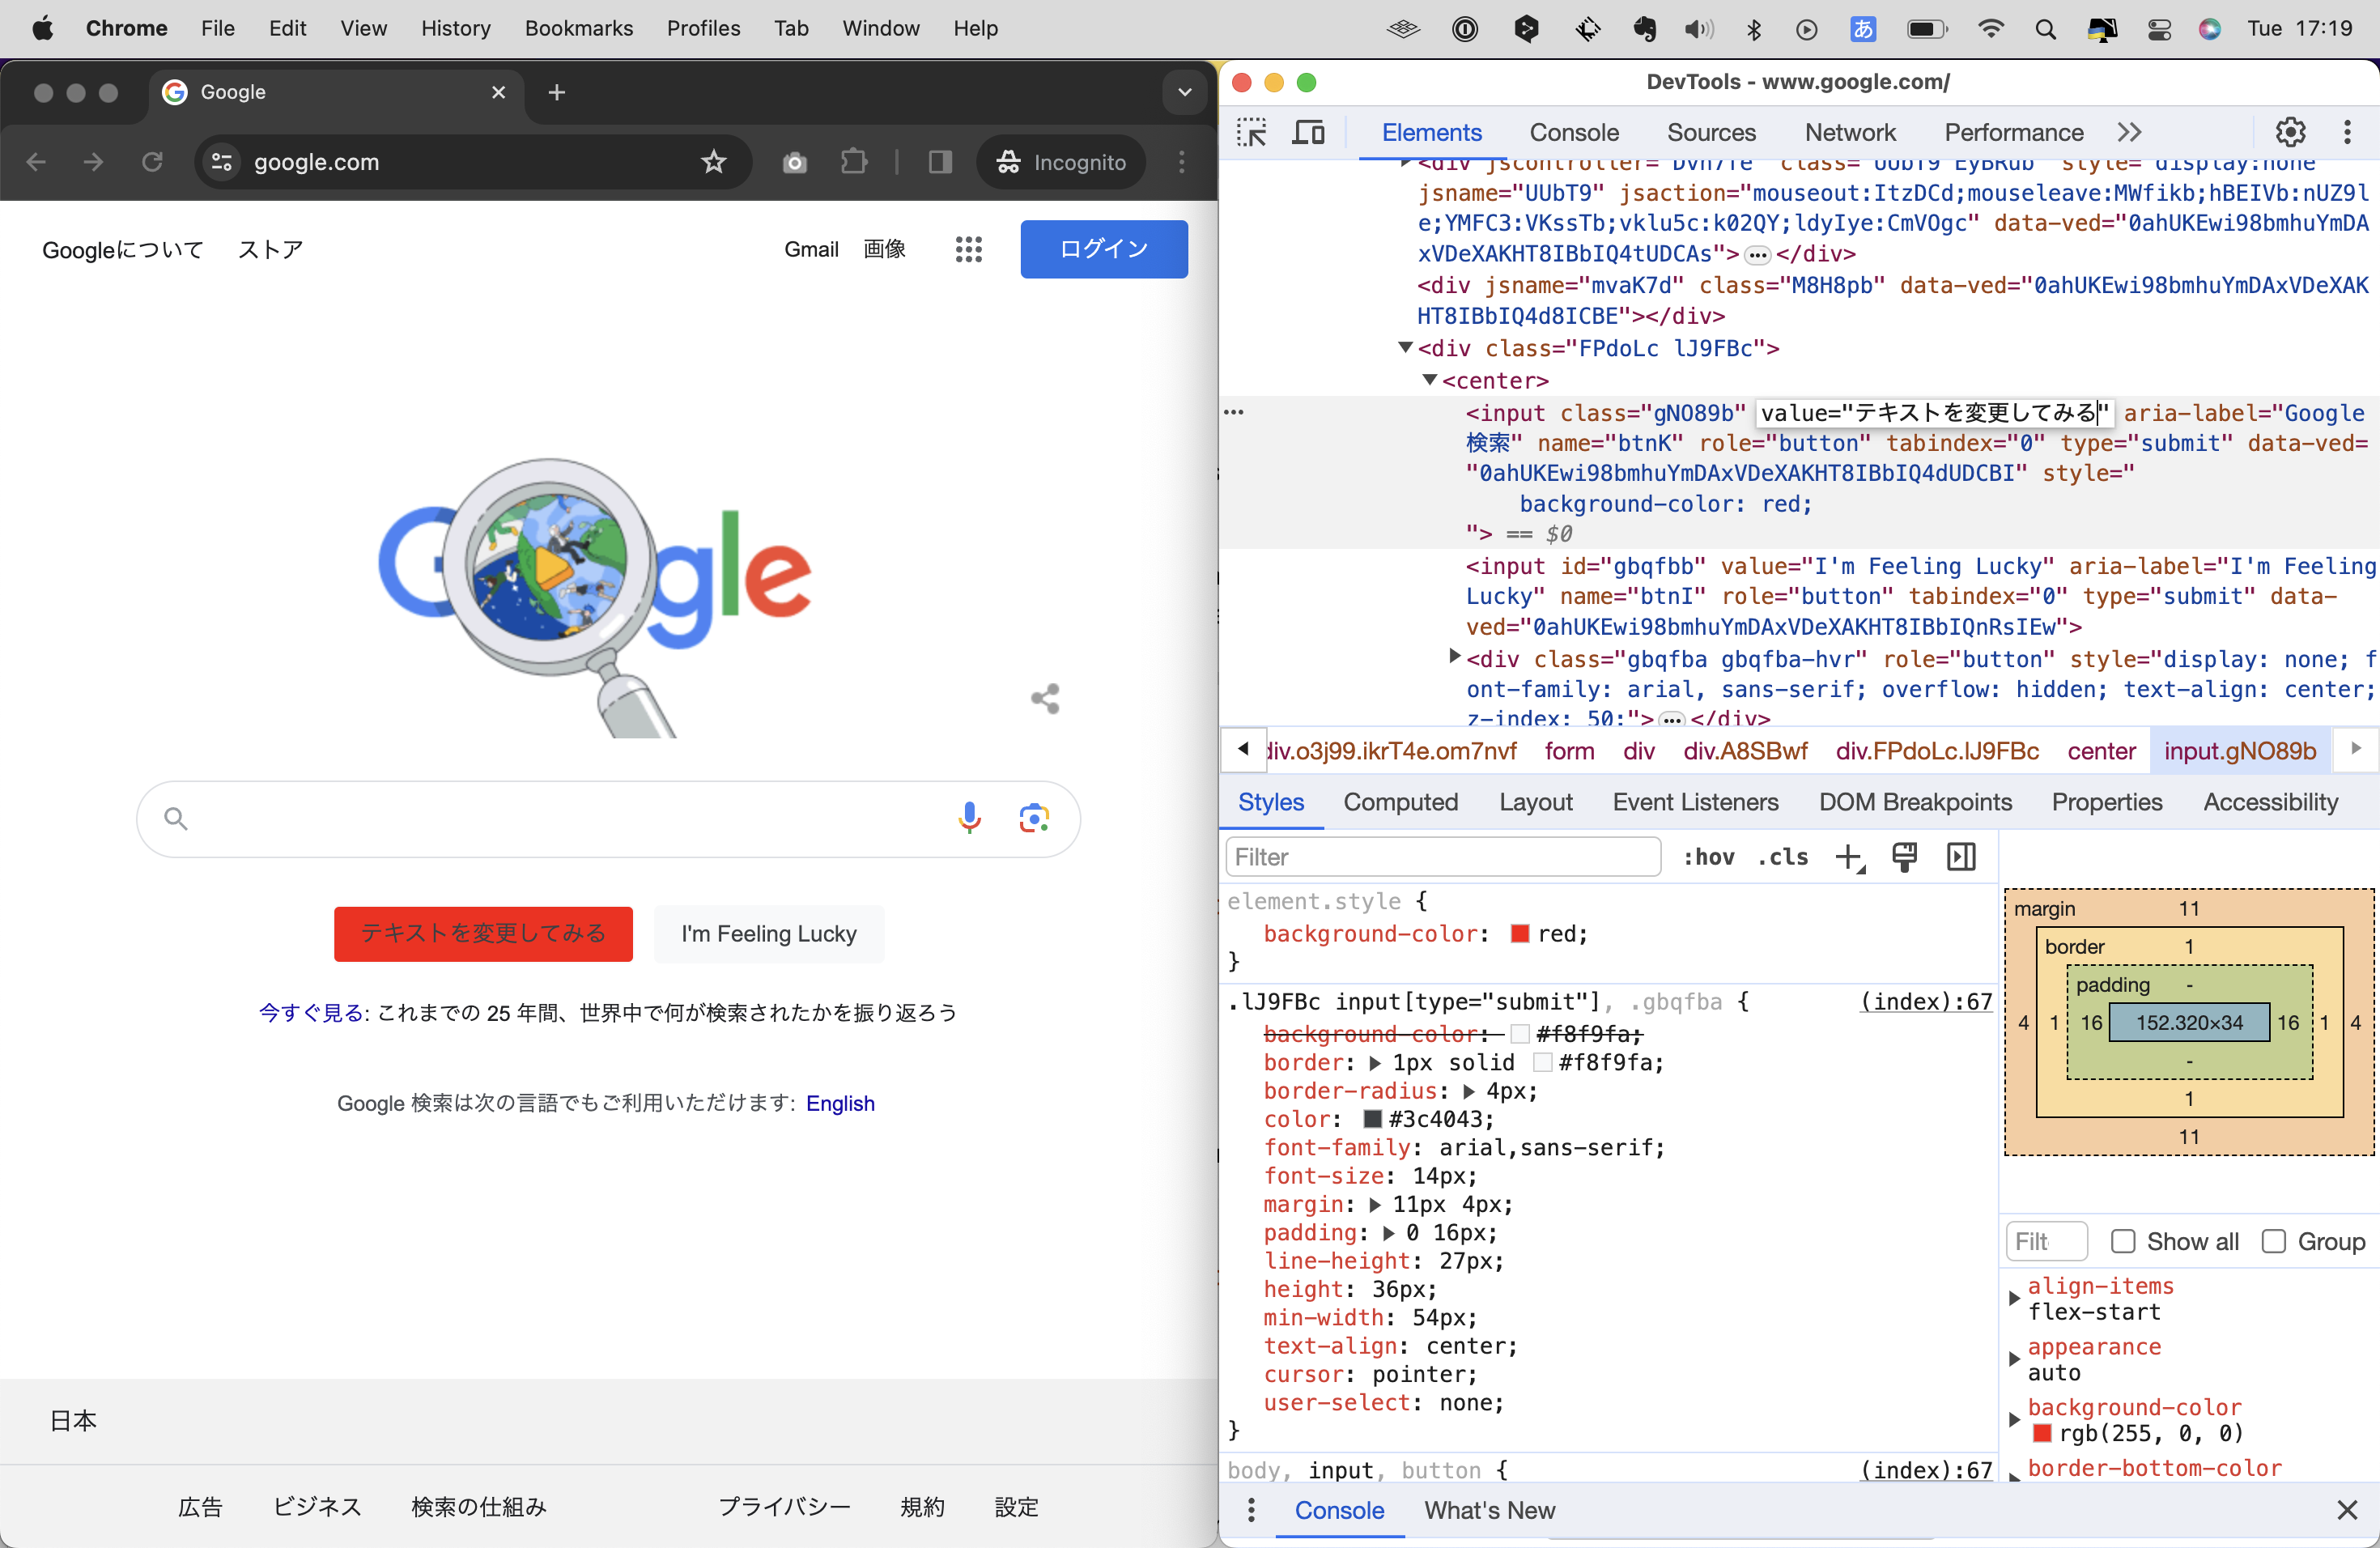 Chrome File Edit View History Bookmarks Profiles Tab Window Help あ Tue 17:19
Google
google.com Incognito
Googleについて ストア Gmail 画像 ログイン
Google
テキストを変更してみる I'm Feeling Lucky
今すぐ見る: これまでの 25 年間、世界中で何が検索されたかを振り返ろう
Google 検索は次の言語でもご利用いただけます: English
日本
広告 ビジネス 検索の仕組み プライバシー 規約 設定
DevTools - www.google.com/
Elements Console Sources Network Performance
jsname="UUbT9" jsaction="mouseout:ItzDCd;mouseleave:MWfikb;hBEIVb:nUZ9l
e;YMFC3:VKssTb;vklu5c:k02QY;ldyIye:CmVOgc" data-ved="0ahUKEwi98bmhuYmDA
xVDeXAKHT8IBbIQ4tUDCAs">…</div>
<div jsname="mvaK7d" class="M8H8pb" data-ved="0ahUKEwi98bmhuYmDAxVDeXAK
HT8IBbIQ4d8ICBE"></div>
<div class="FPdoLc lJ9FBc">
<center>
<input class="gNO89b" value="テキストを変更してみる" aria-label="Google
検索" name="btnK" role="button" tabindex="0" type="submit" data-ved=
"0ahUKEwi98bmhuYmDAxVDeXAKHT8IBbIQ4dUDCBI" style="
background-color: red;
"> == $0
<input id="gbqfbb" value="I'm Feeling Lucky" aria-label="I'm Feeling
Lucky" name="btnI" role="button" tabindex="0" type="submit" data-
ved="0ahUKEwi98bmhuYmDAxVDeXAKHT8IBbIQnRsIEw">
<div class="gbqfba gbqfba-hvr" role="button" style="display: none; f
ont-family: arial, sans-serif; overflow: hidden; text-align: center;
z-index: 50;">…</div>
div.o3j99.ikrT4e.om7nvf form div div.A8SBwf div.FPdoLc.lJ9FBc center input.gNO89b
Styles Computed Layout Event Listeners DOM Breakpoints Properties Accessibility
Filter :hov .cls
element.style {
background-color: red;
}
.lJ9FBc input[type="submit"], .gbqfba { (index):67
background-color: #f8f9fa;
border: 1px solid #f8f9fa;
border-radius: 4px;
color: #3c4043;
font-family: arial,sans-serif;
font-size: 14px;
margin: 11px 4px;
padding: 0 16px;
line-height: 27px;
height: 36px;
min-width: 54px;
text-align: center;
cursor: pointer;
user-select: none;
}
body, input, button { (index):67
margin 11
border 1
padding -
4 1 16 152.320×34 16 1 4
-
1
11
Filt Show all Group
align-items
flex-start
appearance
auto
background-color
rgb(255, 0, 0)
border-bottom-color
Console What's New